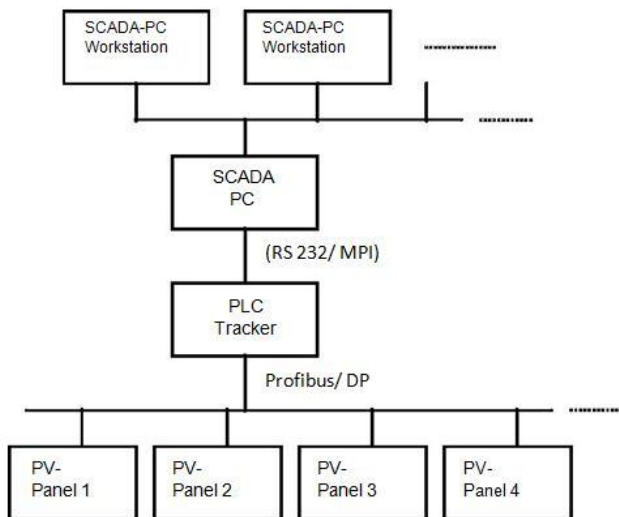 SCADA-PC
Workstation
SCADA-PC
Workstation
SCADA
PC
(RS 232/ MPI)
PLC
Tracker
Profibus/ DP
PV-
Panel 1
PV-
Panel 2
PV-
Panel 3
PV-
Panel 4